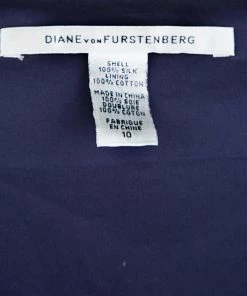 DIANE VON FURSTENBERG
SHELL
100% SILK
LINING
100% COTTON
MADE IN CHINA
100% SOIE
DOUBLURE
100% COTON
FABRIQUE
EN CHINE
10